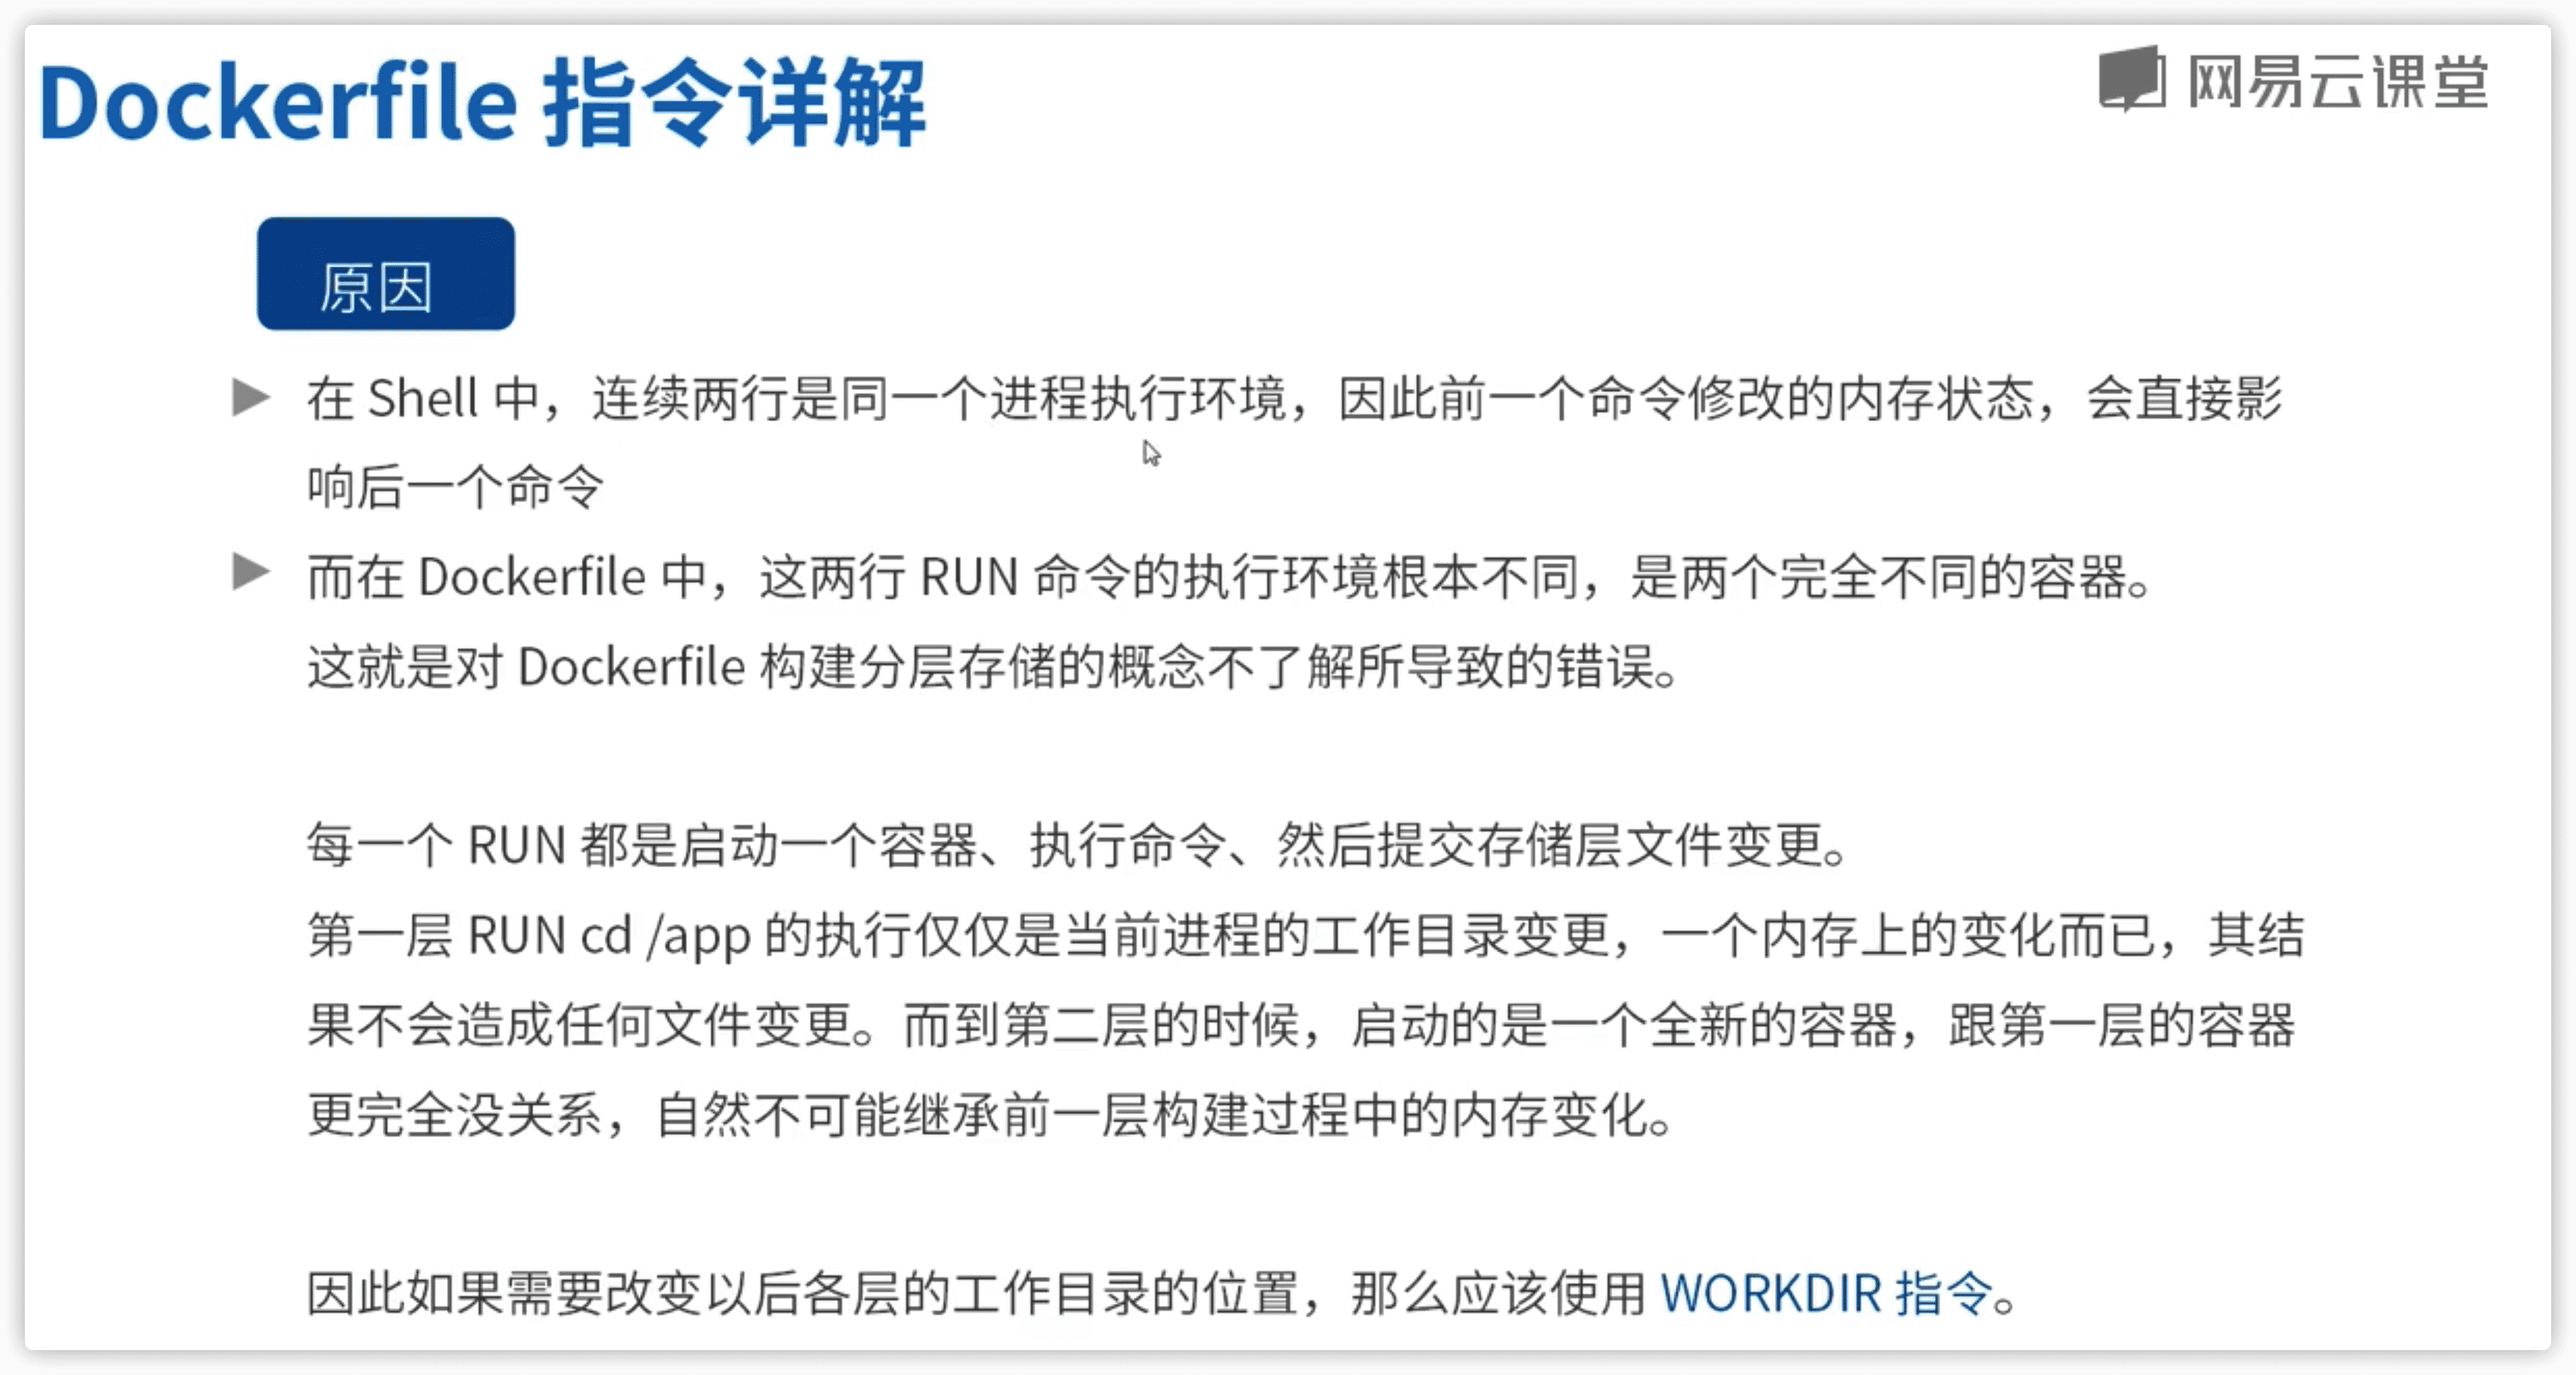 Dockerfile 指令详解
网易云课堂
原因
在 Shell 中，连续两行是同一个进程执行环境，因此前一个命令修改的内存状态，会直接影
响后一个命令
而在 Dockerfile 中，这两行 RUN 命令的执行环境根本不同，是两个完全不同的容器。
这就是对 Dockerfile 构建分层存储的概念不了解所导致的错误。
每一个 RUN 都是启动一个容器、执行命令、然后提交存储层文件变更。
第一层 RUN cd /app 的执行仅仅是当前进程的工作目录变更，一个内存上的变化而已，其结
果不会造成任何文件变更。而到第二层的时候，启动的是一个全新的容器，跟第一层的容器
更完全没关系，自然不可能继承前一层构建过程中的内存变化。
因此如果需要改变以后各层的工作目录的位置，那么应该使用 WORKDIR 指令。